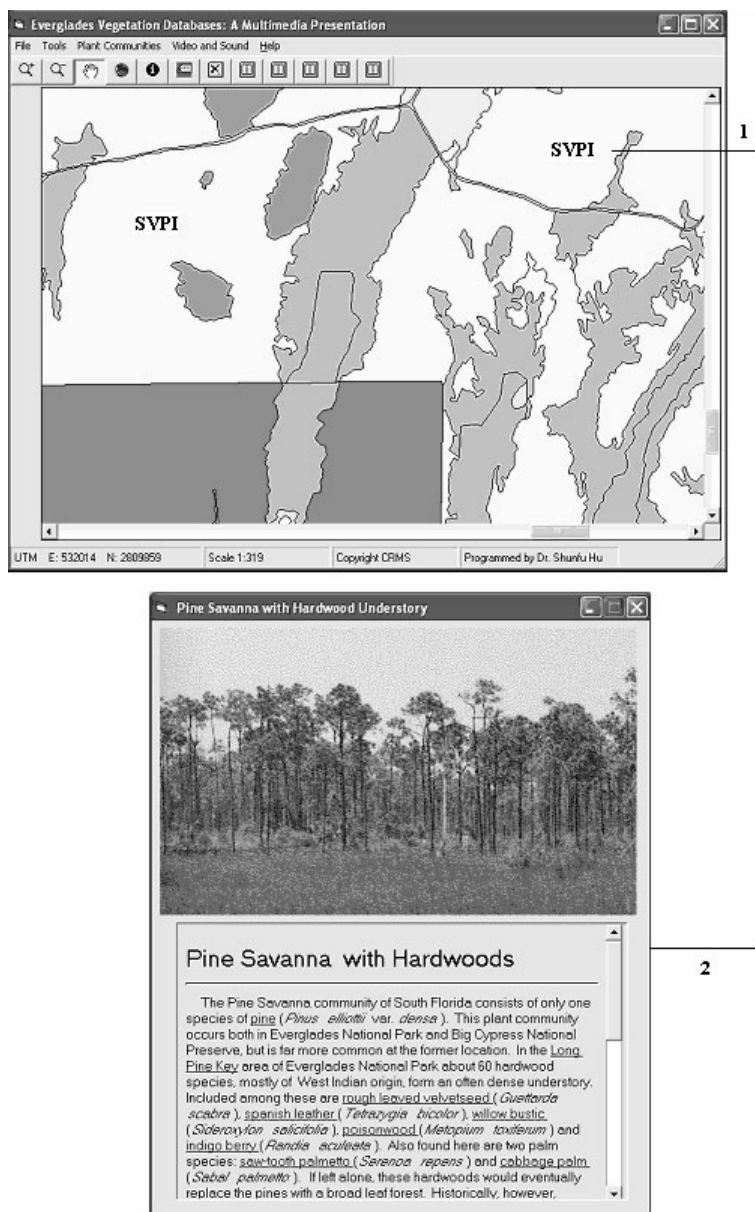 Everglades Vegetation Databases: A Multimedia Presentation
File Tools Plant Communities Video and Sound Help
1
SVPI
SVPI
UTM E: 532014 N: 2809859 Scale 1:319 Copyright CRMS Programmed by Dr. Shunfu Hu
Pine Savanna with Hardwood Understory
2
Pine Savanna with Hardwoods
The Pine Savanna community of South Florida consists of only one
species of pine (Pinus elliottii var. densa). This plant community
occurs both in Everglades National Park and Big Cypress National
Preserve, but is far more common at the former location. In the Long
Pine Key area of Everglades National Park about 60 hardwood
species, mostly of West Indian origin, form an often dense understory.
Included among these are rough leaved velvetseed (Guettarda
scabra), spanish leather (Tetrazygia bicolor), willow bustic
(Sideroxylon salicifolia), poisonwood (Metopium toxiferum) and
indigo berry (Randia aculeata). Also found here are two palm
species: saw-tooth palmetto (Serenoa repens) and cabbage palm
(Sabal palmetto). If left alone, these hardwoods would eventually
replace the pines with a broad leaf forest. Historically, however,